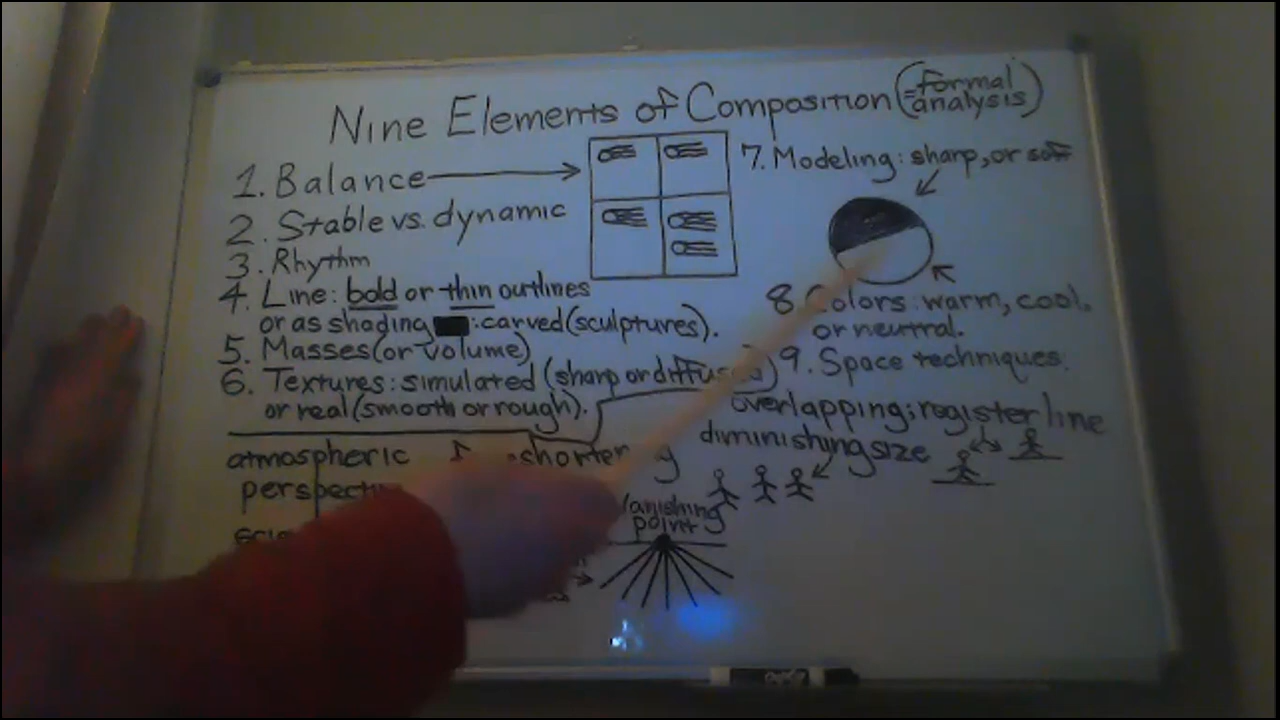 Nine Elements of Composition (=formal analysis)
1. Balance
2. Stable vs. dynamic
3. Rhythm
4. Line: bold or thin outlines
or as shading : carved (sculptures).
5. Masses (or volume)
6. Textures: simulated (sharp or diffused)
or real (smooth or rough).
7. Modeling: sharp, or soft
8. Colors: warm, cool,
or neutral.
9. Space techniques:
overlapping; register line
diminishing size
atmospheric
vanishing
point